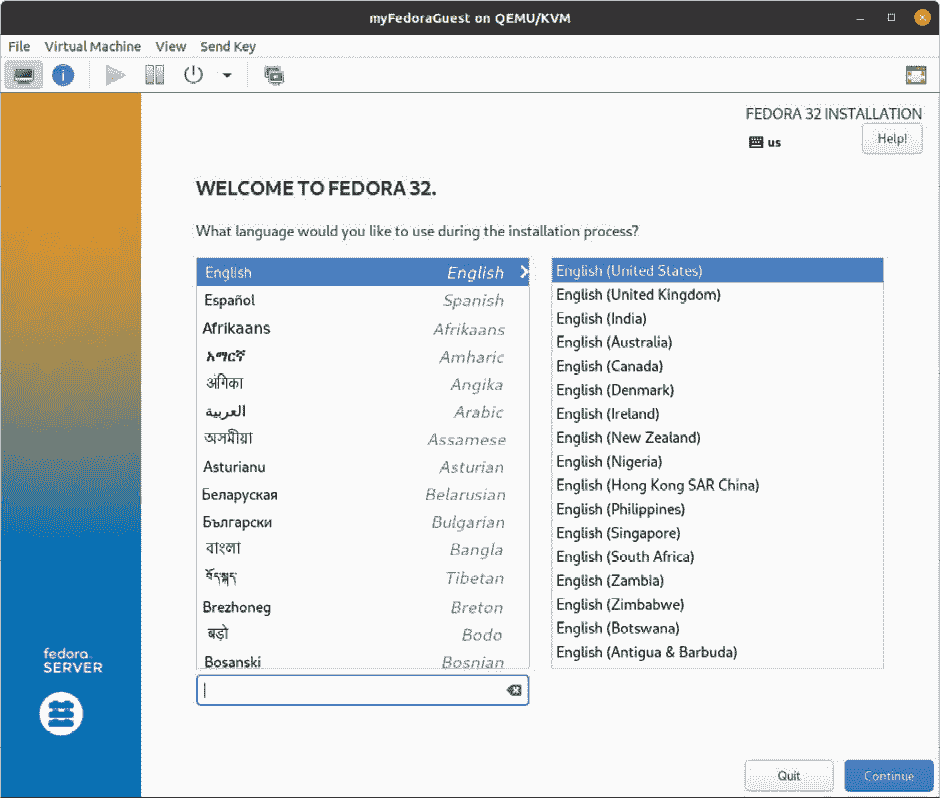 myFedoraGuest on QEMU/KVM
File Virtual Machine View Send Key
FEDORA 32 INSTALLATION
us
Help!
WELCOME TO FEDORA 32.
What language would you like to use during the installation process?
English English
Español Spanish
Afrikaans Afrikaans
አማርኛ Amharic
अंगिका Angika
العربية Arabic
অসমীয়া Assamese
Asturianu Asturian
Беларуская Belarusian
Български Bulgarian
বাংলা Bangla
བོད་སྐད་ Tibetan
Brezhoneg Breton
बड़ो Bodo
Bosanski Bosnian
English (United States)
English (United Kingdom)
English (India)
English (Australia)
English (Canada)
English (Denmark)
English (Ireland)
English (New Zealand)
English (Nigeria)
English (Hong Kong SAR China)
English (Philippines)
English (Singapore)
English (South Africa)
English (Zambia)
English (Zimbabwe)
English (Botswana)
English (Antigua & Barbuda)
fedora
SERVER
Quit
Continue